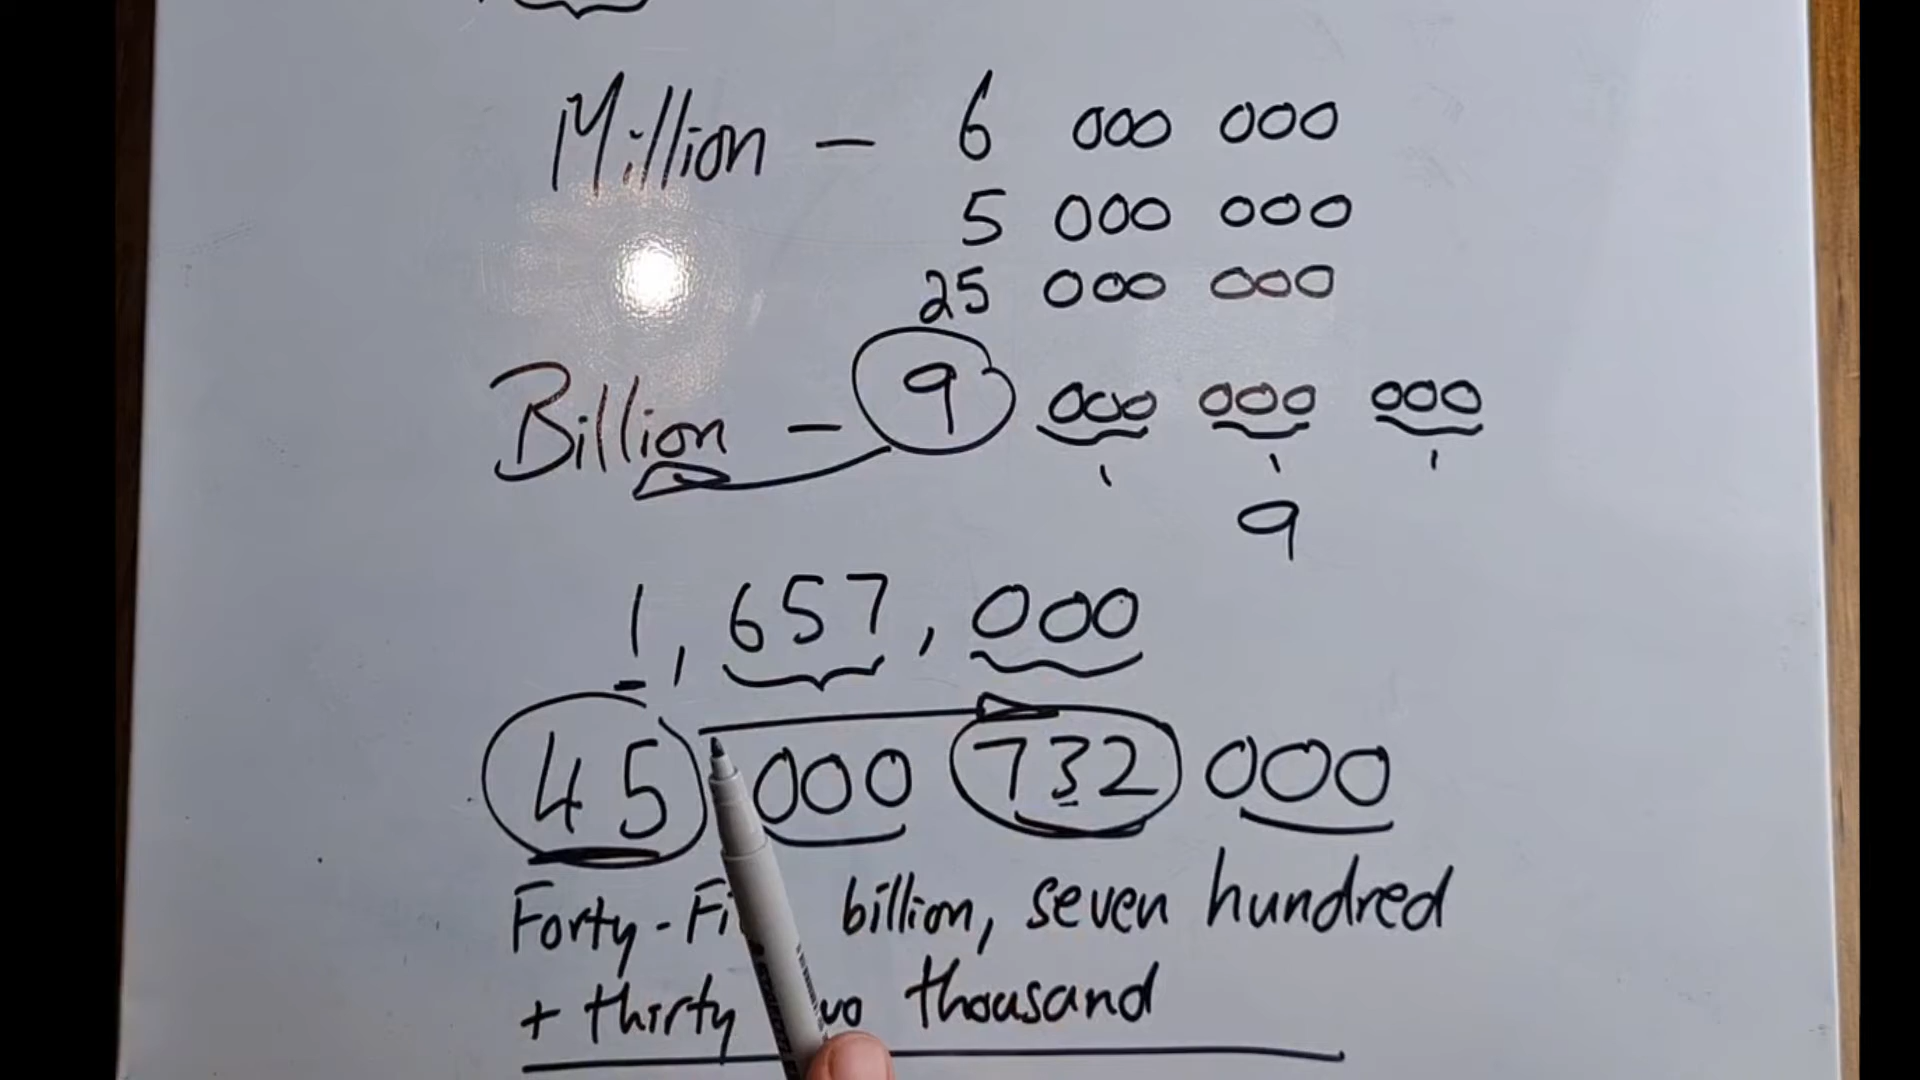 Million - 6 000 000
5 000 000
25 000 000
Billion - 9 000 000 000
9
1,657,000
45 000 732 000
Forty- billion, seven hundred
+ thirty thousand